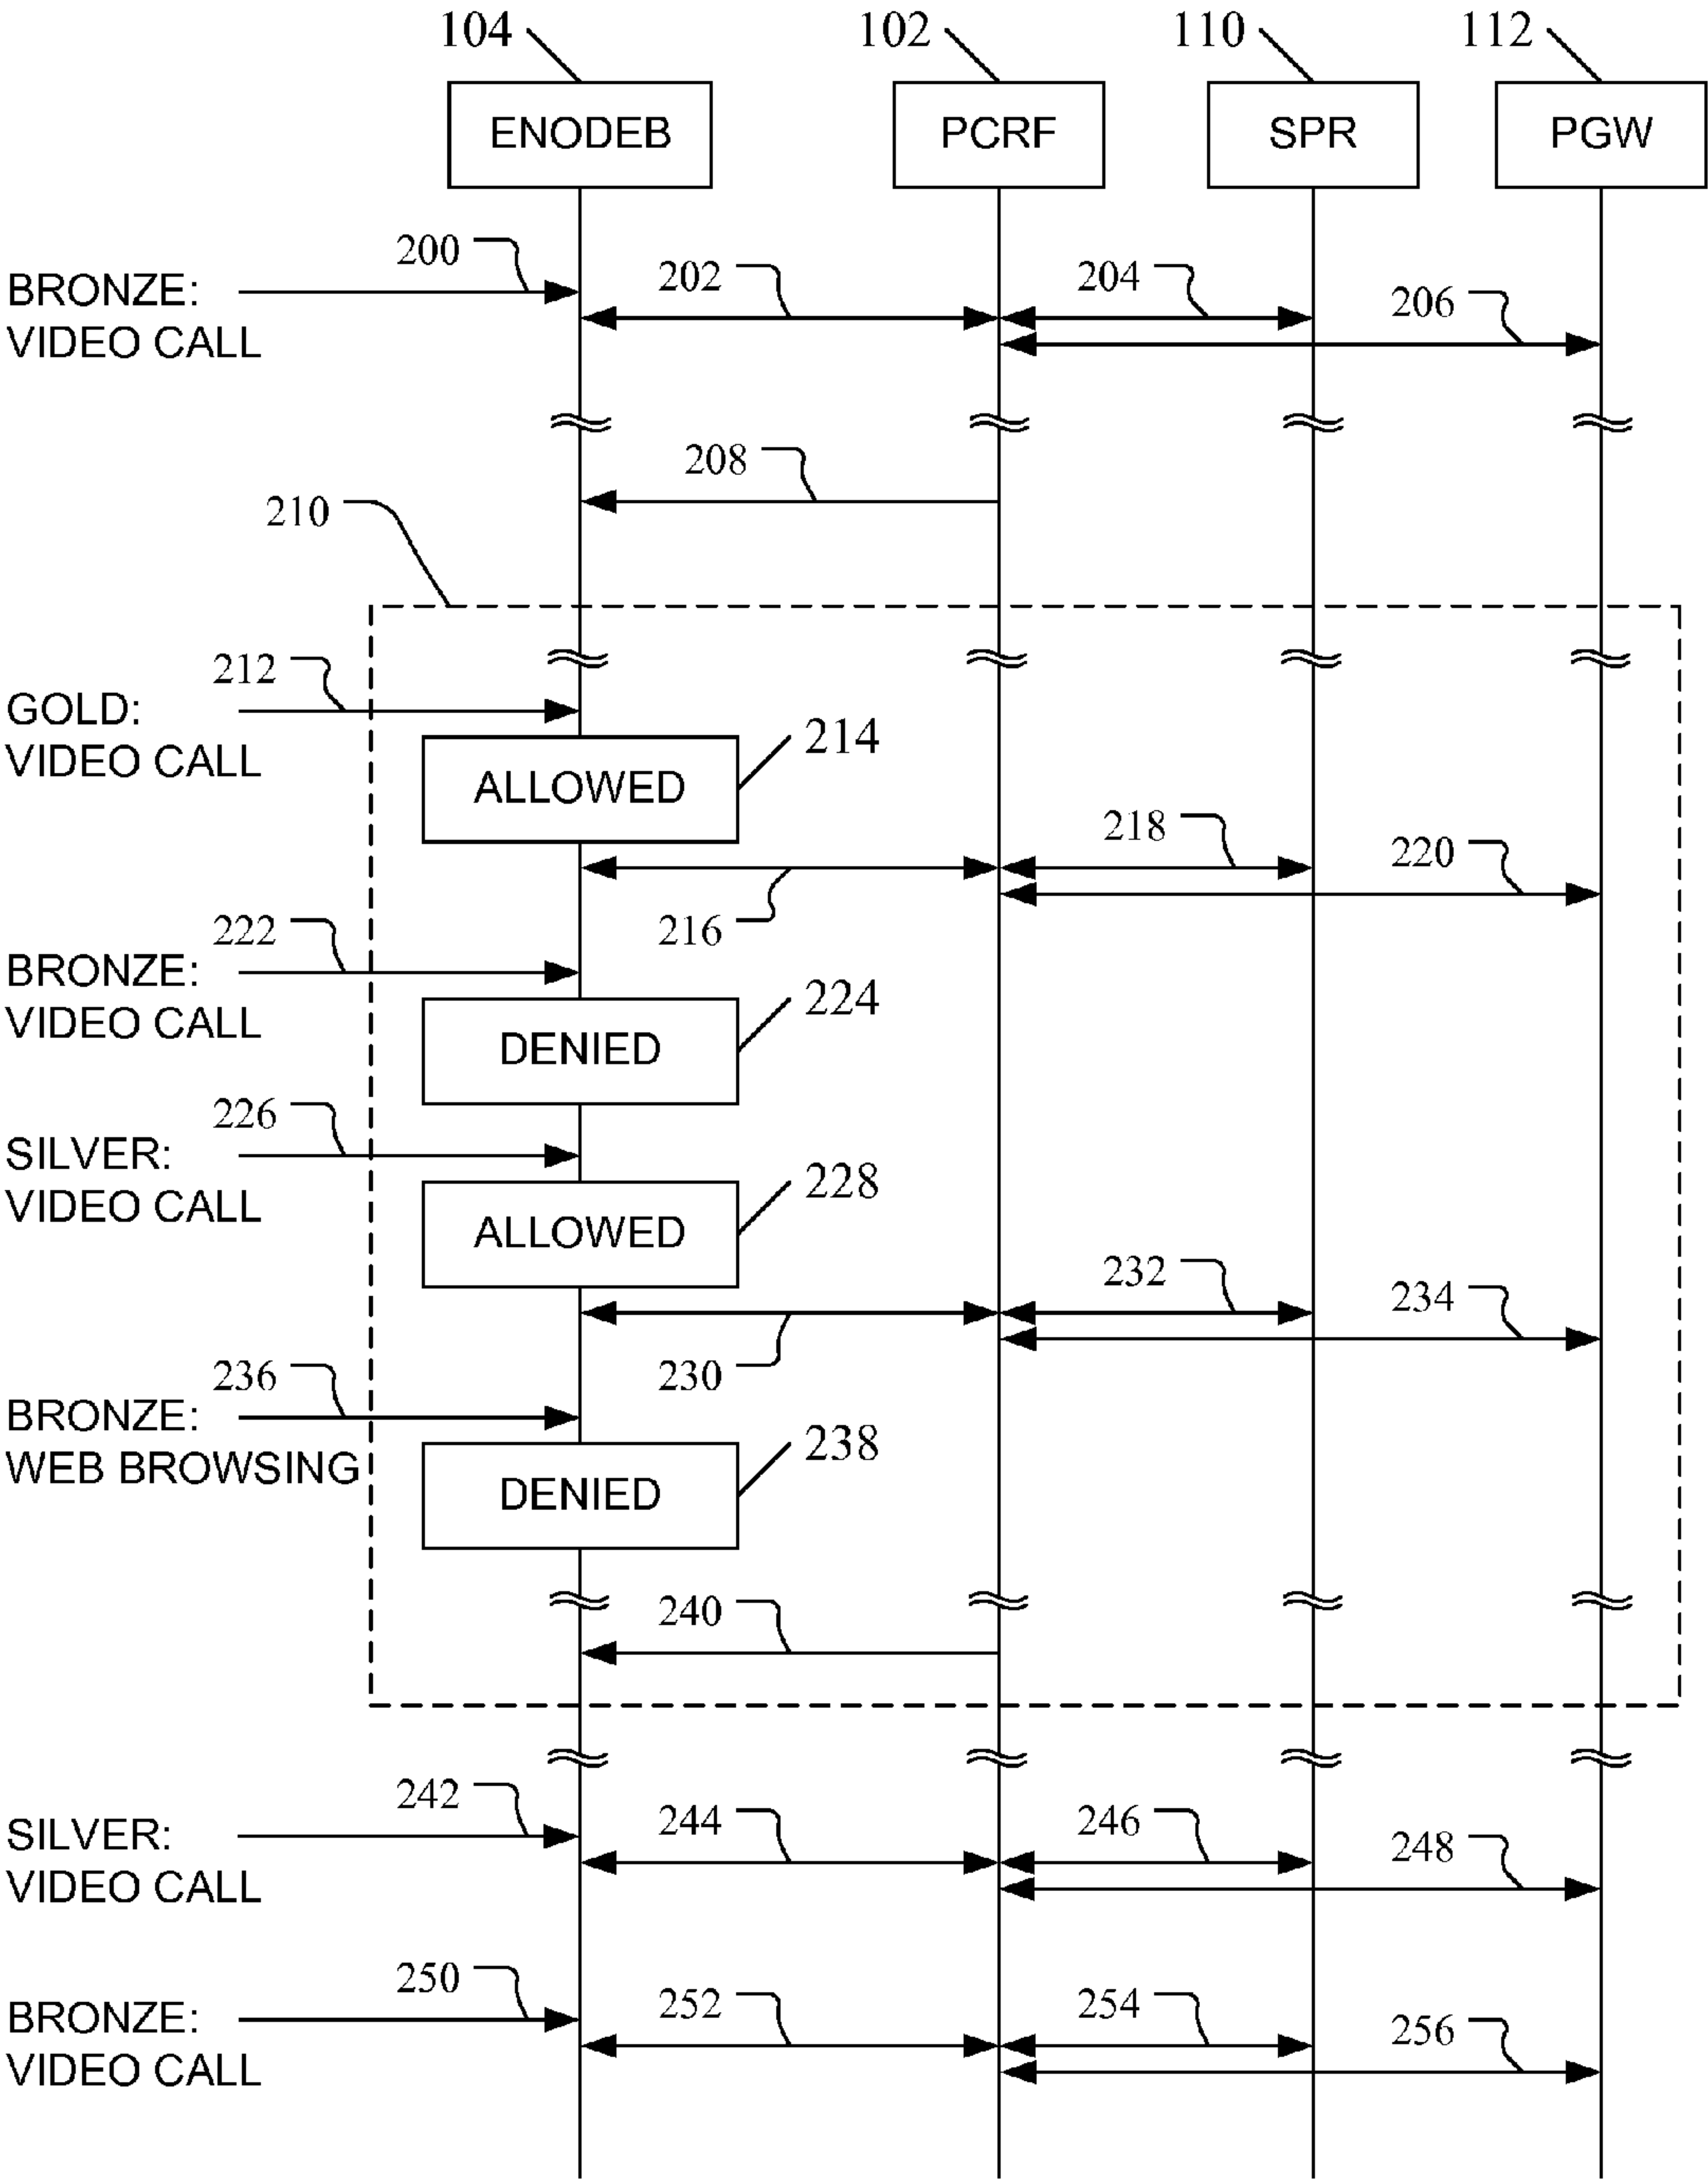 104
102
110
112
ENODEB
PCRF
SPR
PGW
200
BRONZE:
VIDEO CALL
202
204
206
208
210
212
GOLD:
VIDEO CALL
214
ALLOWED
218
220
216
222
BRONZE:
VIDEO CALL
224
DENIED
226
SILVER:
VIDEO CALL
228
ALLOWED
232
234
230
236
BRONZE:
WEB BROWSING
238
DENIED
240
242
SILVER:
VIDEO CALL
244
246
248
250
BRONZE:
VIDEO CALL
252
254
256